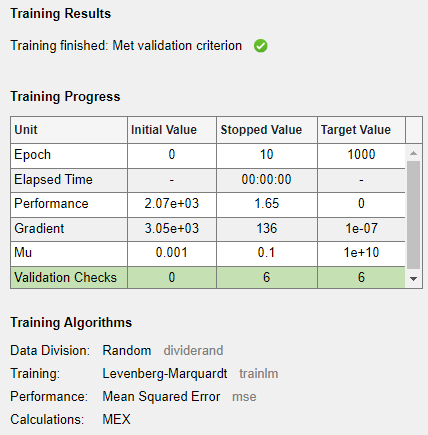 Training Results
Training finished: Met validation criterion
Training Progress
Unit Initial Value Stopped Value Target Value
Epoch 0 10 1000
Elapsed Time - 00:00:00 -
Performance 2.07e+03 1.65 0
Gradient 3.05e+03 136 1e-07
Mu 0.001 0.1 1e+10
Validation Checks 0 6 6
Training Algorithms
Data Division: Random dividerand
Training: Levenberg-Marquardt trainlm
Performance: Mean Squared Error mse
Calculations: MEX